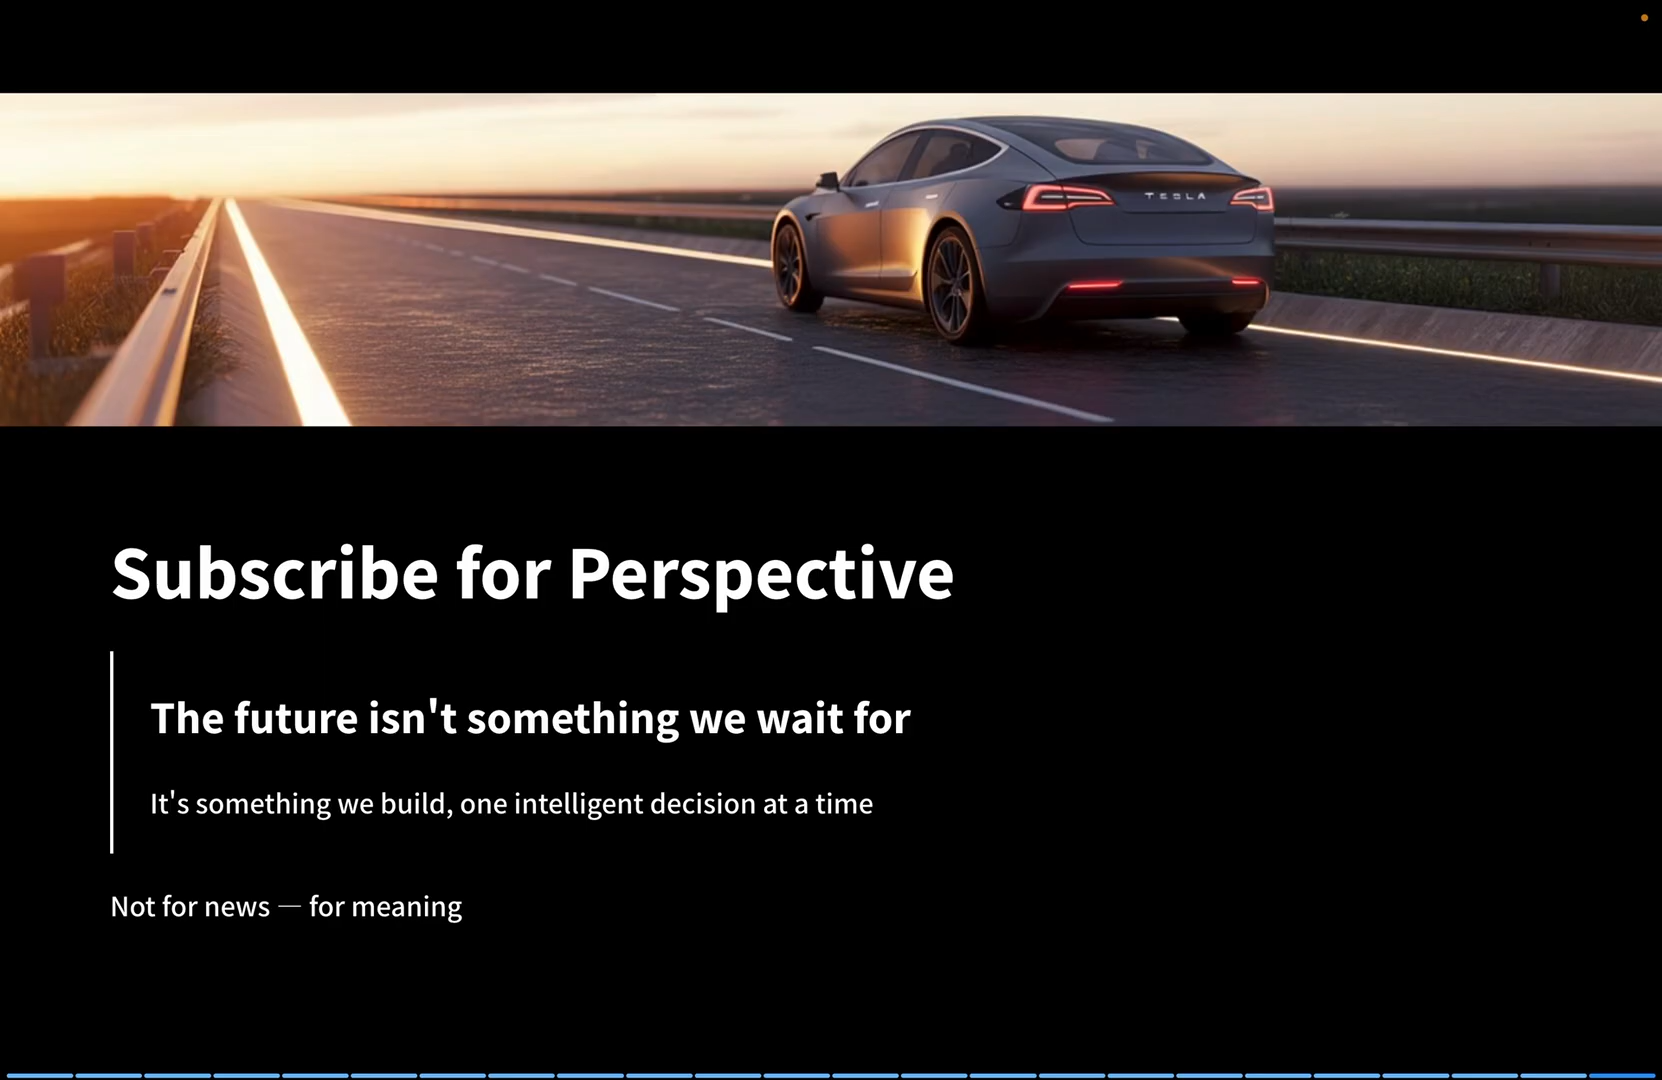 TESLA
Subscribe for Perspective
The future isn't something we wait for
It's something we build, one intelligent decision at a time
Not for news — for meaning